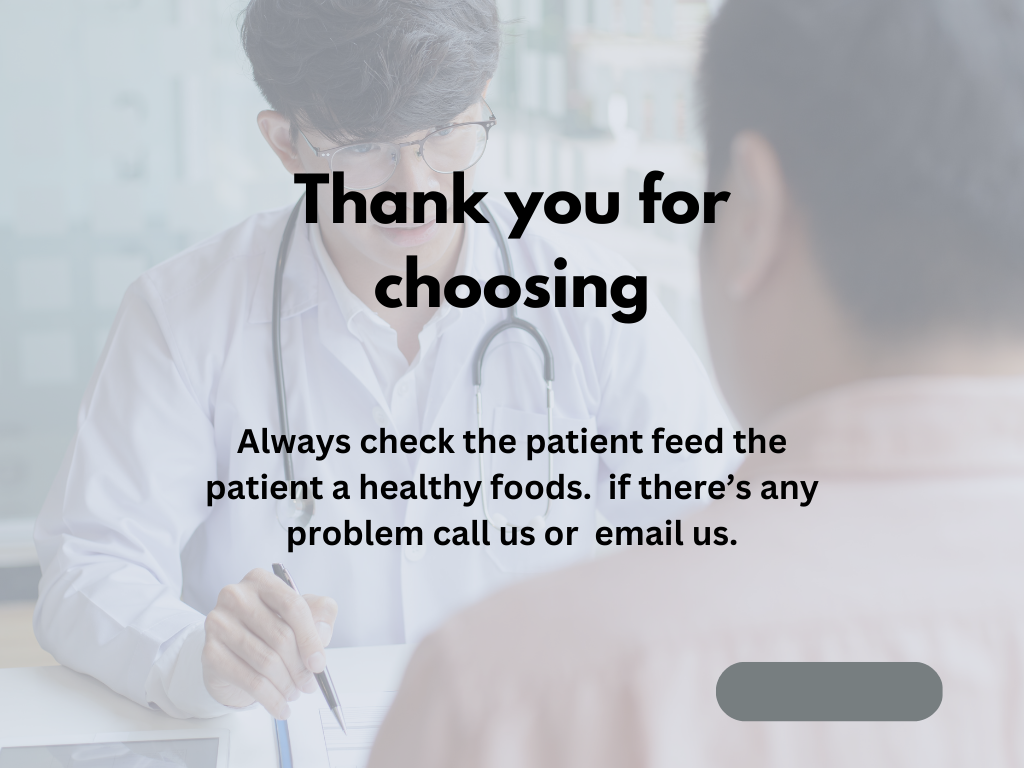 Thank you for
choosing
Always check the patient feed the
patient a healthy foods.  if there’s any
problem call us or  email us.